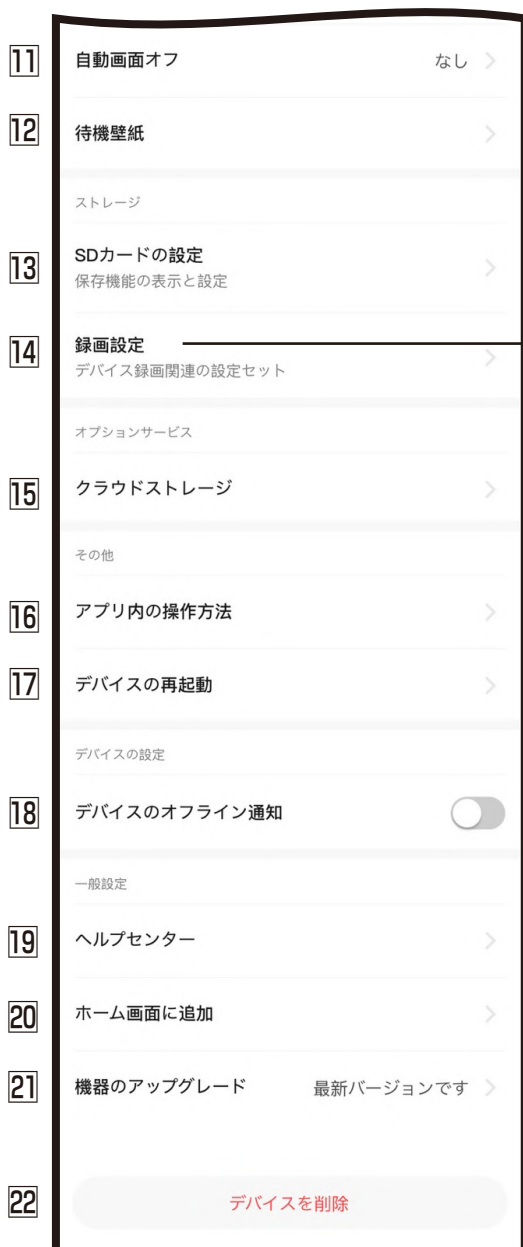 11 自動画面オフ なし
12 待機壁紙
ストレージ
13 SDカードの設定
保存機能の表示と設定
14 録画設定
デバイス録画関連の設定セット
オプションサービス
15 クラウドストレージ
その他
16 アプリ内の操作方法
17 デバイスの再起動
デバイスの設定
18 デバイスのオフライン通知
一般設定
19 ヘルプセンター
20 ホーム画面に追加
21 機器のアップグレード 最新バージョンです
22 デバイスを削除